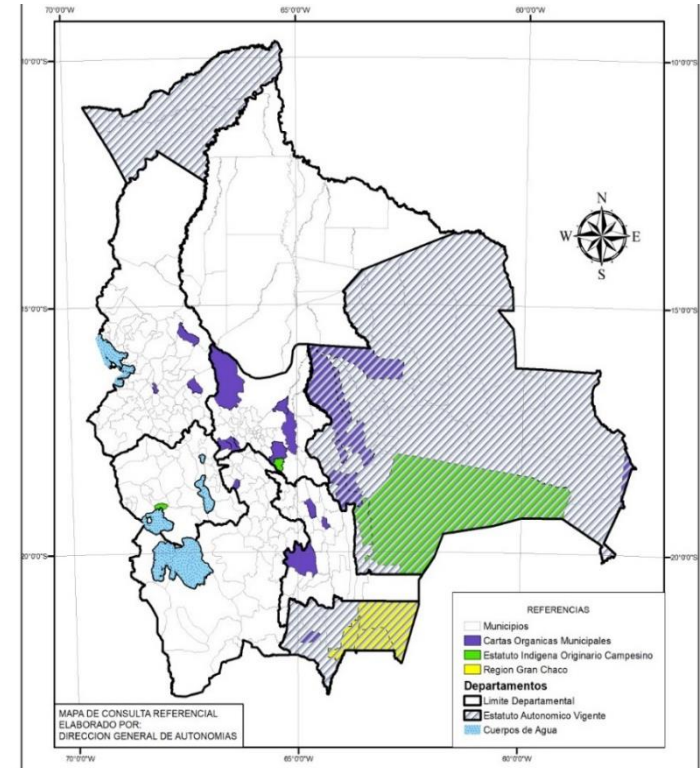 70°0'0"W 65°0'0"W 60°0'0"W
10°0'0"S 10°0'0"S
N
W E
S
15°0'0"S 15°0'0"S
20°0'0"S 20°0'0"S
REFERENCIAS
Municipios
Cartas Organicas Municipales
Estatuto Indigena Originario Campesino
Region Gran Chaco
Departamentos
Limite Departamental
Estatuto Autonomico Vigente
Cuerpos de Agua
MAPA DE CONSULTA REFERENCIAL
ELABORADO POR:
DIRECCION GENERAL DE AUTONOMIAS
70°0'0"W 65°0'0"W 60°0'0"W